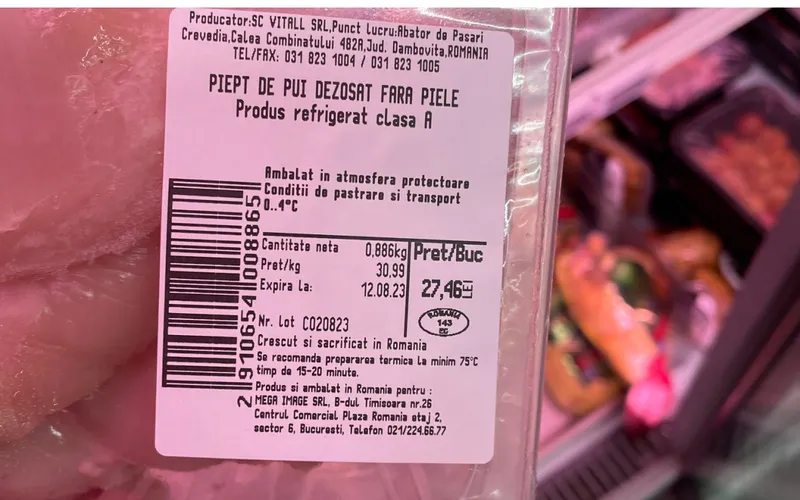 Producator:SC VITALL SRL,Punct Lucru:Abator de Pasari
Crevedia,Calea Combinatului 482A,Jud. Dambovita,ROMANIA
TEL/FAX: 031 823 1004 / 031 823 1005
PIEPT DE PUI DEZOSAT FARA PIELE
Produs refrigerat clasa A
Ambalat in atmosfera protectoare
Conditii de pastrare si transport
0..4°C
Cantitate neta 0,886kg
Pret/kg 30.99
Expira la: 12.08.23
Pret/Buc
27,46LEI
ROMANIA
143
EC
Nr. Lot C020823
Crescut si sacrificat in Romania
Se recomanda prepararea termica la minim 75°C
timp de 15-20 minute.
Produs si ambalat in Romania pentru :
MEGA IMAGE SRL, B-dul Timisoara nr.26
Centrul Comercial Plaza Romania etaj 2,
sector 6, Bucuresti, Telefon 021/224.66.77
2 910654 008865